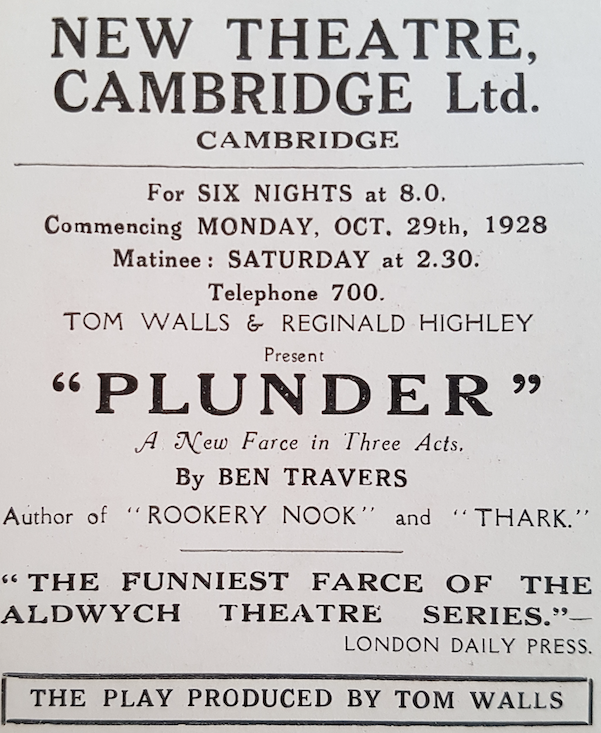 NEW THEATRE,
CAMBRIDGE Ltd.
CAMBRIDGE
For SIX NIGHTS at 8.0.
Commencing MONDAY, OCT. 29th, 1928
Matinee: SATURDAY at 2.30.
Telephone 700.
TOM WALLS & REGINALD HIGHLEY
Present
“PLUNDER”
A New Farce in Three Acts.
By BEN TRAVERS
Author of “ROOKERY NOOK” and “THARK.”
“THE FUNNIEST FARCE OF THE
ALDWYCH THEATRE SERIES.”—
LONDON DAILY PRESS.
THE PLAY PRODUCED BY TOM WALLS